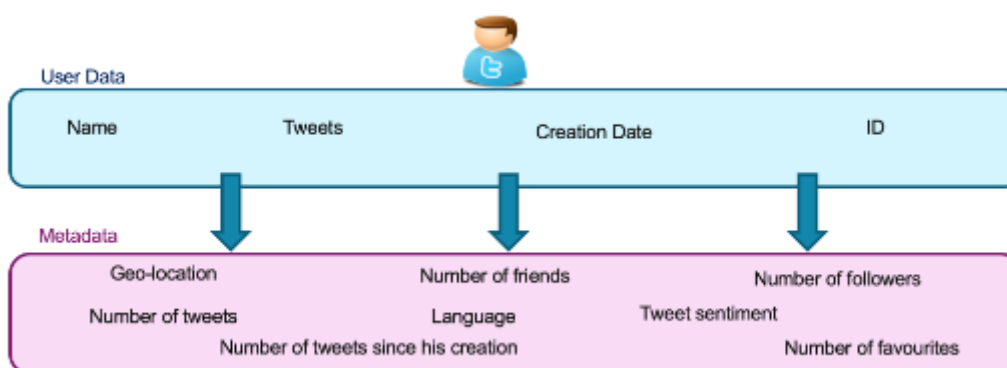 User Data
Name Tweets Creation Date ID
Metadata
Geo-location Number of friends Number of followers
Number of tweets Language Tweet sentiment
Number of tweets since his creation Number of favourites